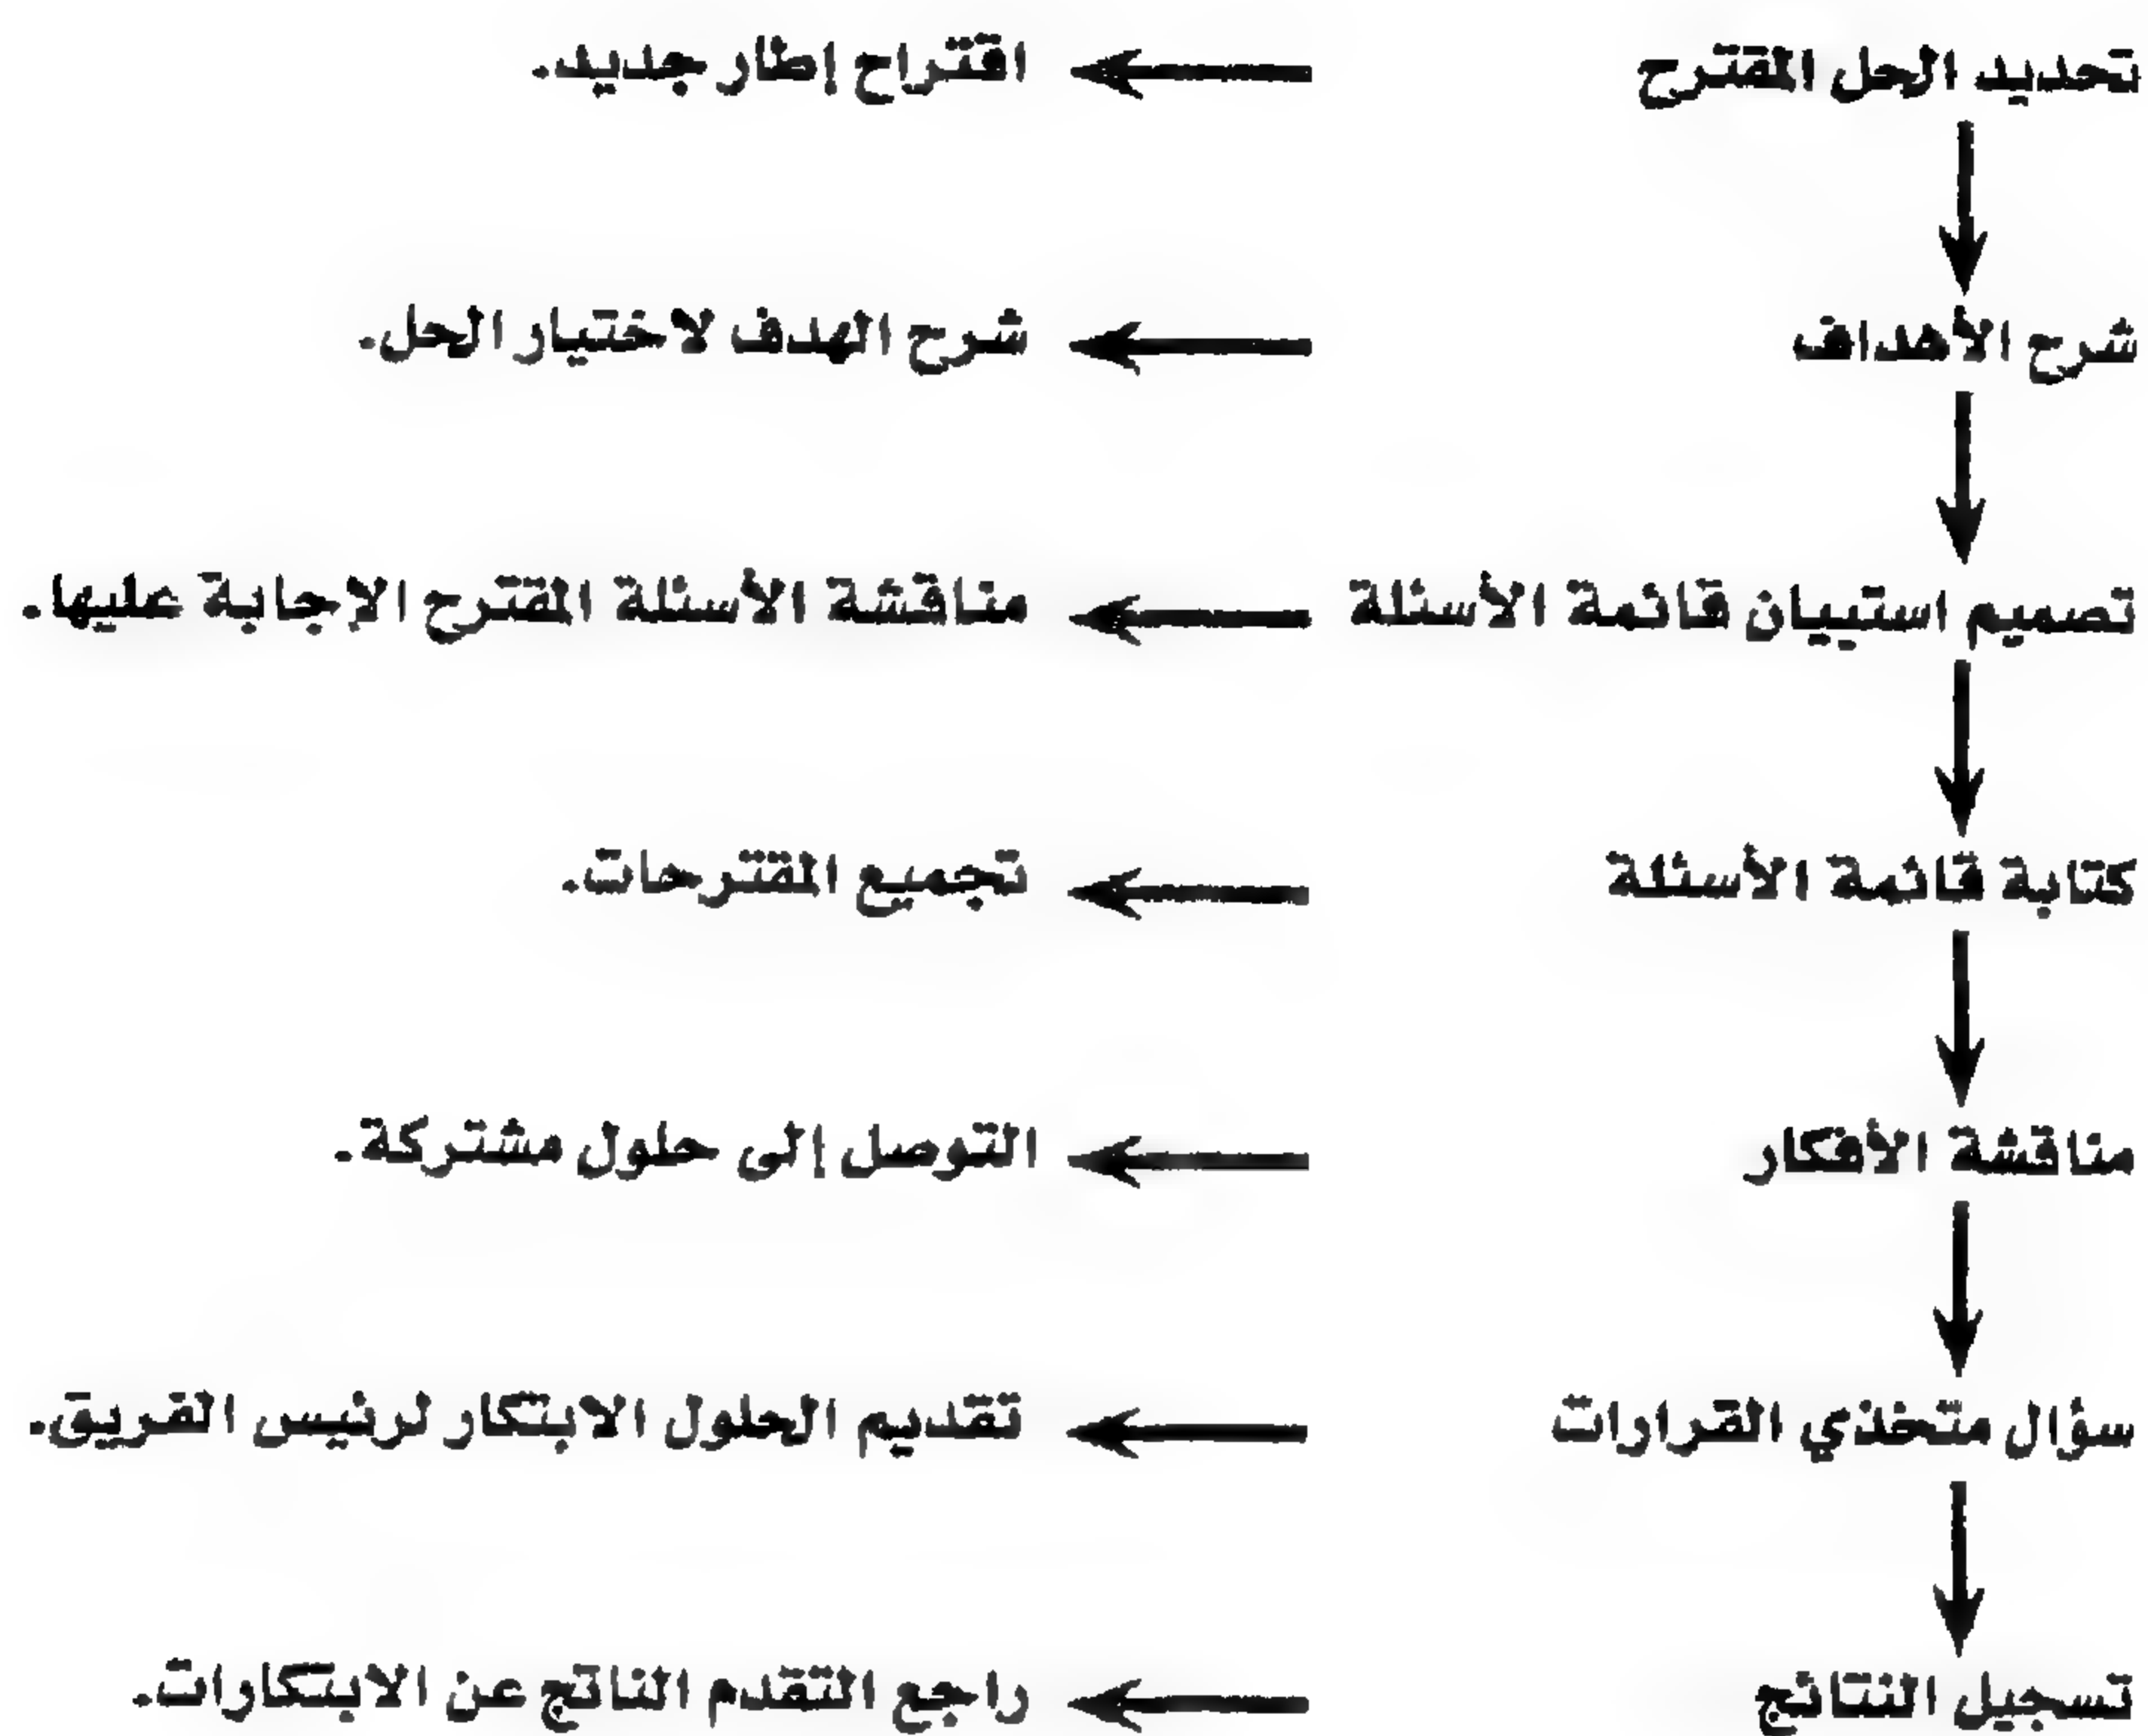 تحديد الحل المقترح اقتراح إطار جديد.
شرح الأهداف شرح الهدف لاختيار الحل.
تصميم استبيان قائمة الأسئلة مناقشة الأسئلة المقترح الإجابة عليها.
كتابة قائمة الأسئلة تجميع المقترحات.
مناقشة الأفكار التوصل إلى حلول مشتركة.
سؤال متخذي القرارات تقديم الحلول الابتكار لرئيس الفريق.
تسجيل النتائج راجع التقدم الناتج عن الابتكارات.